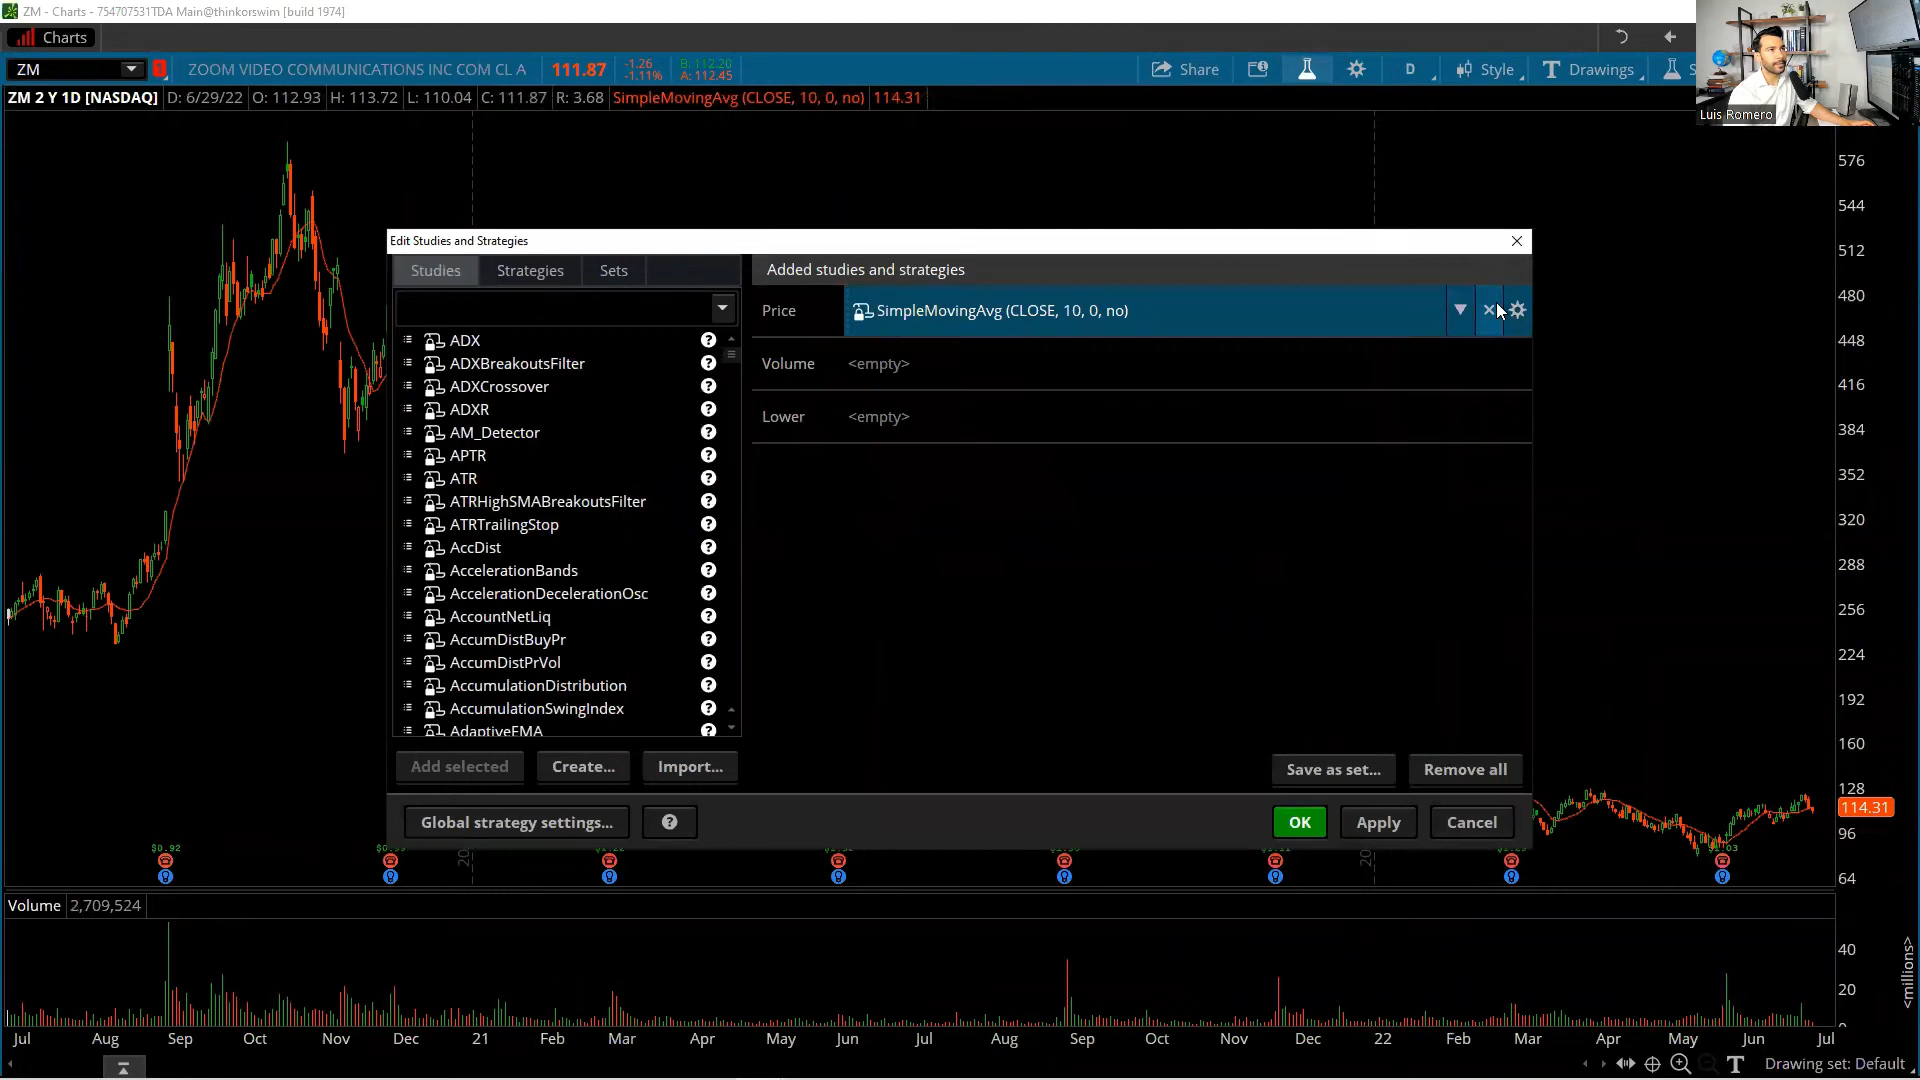 ZM - Charts - 754707531TDA Main@thinkorswim [build 1974]
Charts
ZM
1
ZOOM VIDEO COMMUNICATIONS INC COM CL A
111.87
-1.26
-1.11%
B: 112.20
A: 112.45
Share
D
Style
Drawings
S
Luis Romero
ZM 2 Y 1D [NASDAQ]
D: 6/29/22
O: 112.93
H: 113.72
L: 110.04
C: 111.87
R: 3.68
SimpleMovingAvg (CLOSE, 10, 0, no)
114.31
Edit Studies and Strategies
Studies
Strategies
Sets
ADX
ADXBreakoutsFilter
ADXCrossover
ADXR
AM_Detector
APTR
ATR
ATRHighSMABreakoutsFilter
ATRTrailingStop
AccDist
AccelerationBands
AccelerationDecelerationOsc
AccountNetLiq
AccumDistBuyPr
AccumDistPrVol
AccumulationDistribution
AccumulationSwingIndex
AdaptiveEMA
Add selected
Create...
Import...
Added studies and strategies
Price
SimpleMovingAvg (CLOSE, 10, 0, no)
Volume
<empty>
Lower
<empty>
Save as set...
Remove all
Global strategy settings...
?
OK
Apply
Cancel
576
544
512
480
448
416
384
352
320
288
256
224
192
160
128
114.31
96
64
$0.92
Volume
2,709,524
40
20
<millions>
Jul
Aug
Sep
Oct
Nov
Dec
21
Feb
Mar
Apr
May
Jun
Jul
Aug
Sep
Oct
Nov
Dec
22
Feb
Mar
Apr
May
Jun
Jul
Drawing set: Default